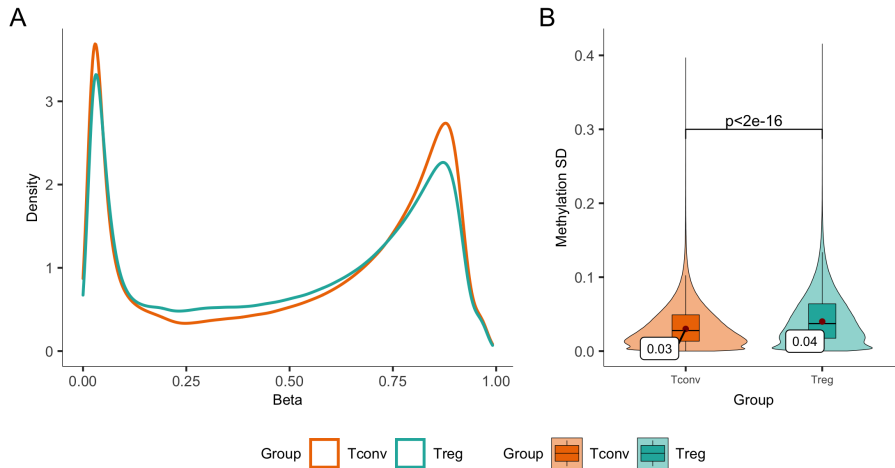 A
Density
3
2
1
0
0.00 0.25 0.50 0.75 1.00
Beta
B
Methylation SD
0.4
0.3
0.2
0.1
0.0
p<2e-16
0.03
0.04
Tconv Treg
Group
Group Tconv Treg
Group Tconv Treg